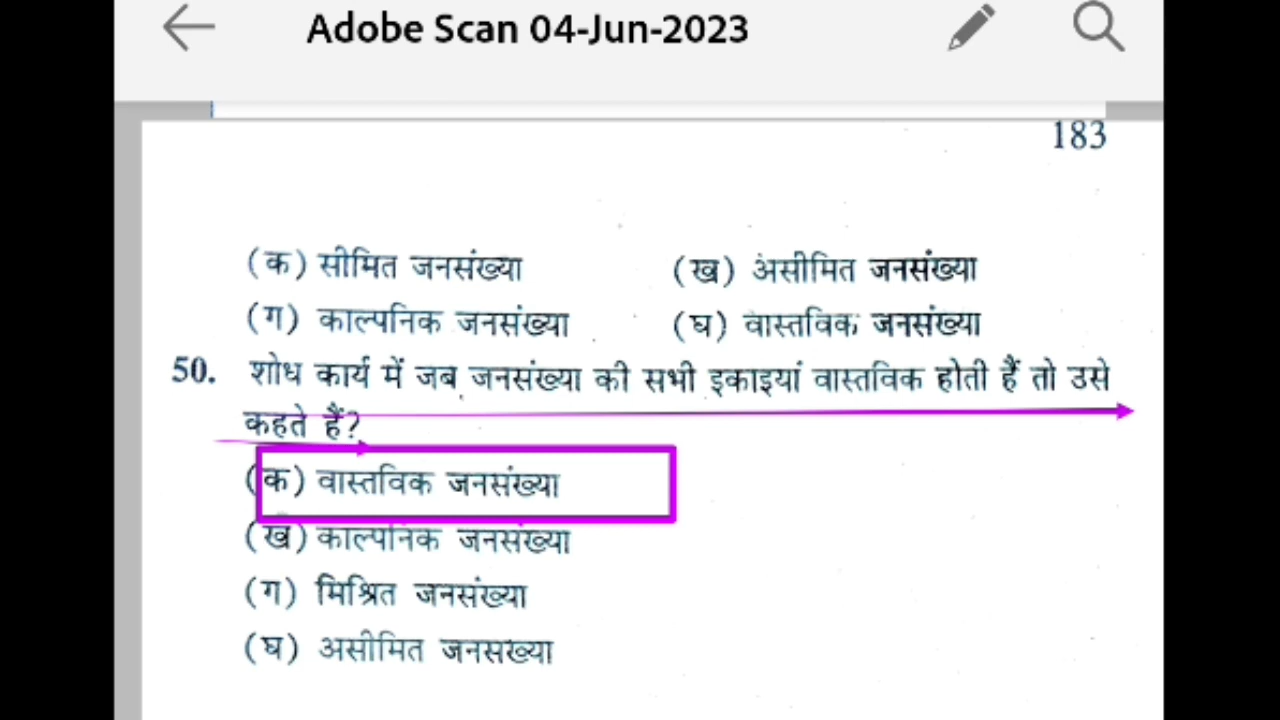 Adobe Scan 04-Jun-2023
183
(क) सीमित जनसंख्या (ख) असीमित जनसंख्या
(ग) काल्पनिक जनसंख्या (घ) वास्तविक जनसंख्या
50. शोध कार्य में जब जनसंख्या की सभी इकाइयां वास्तविक होती हैं तो उसे
कहते हैं?
(क) वास्तविक जनसंख्या
(ख) काल्पनिक जनसंख्या
(ग) मिश्रित जनसंख्या
(घ) असीमित जनसख्या